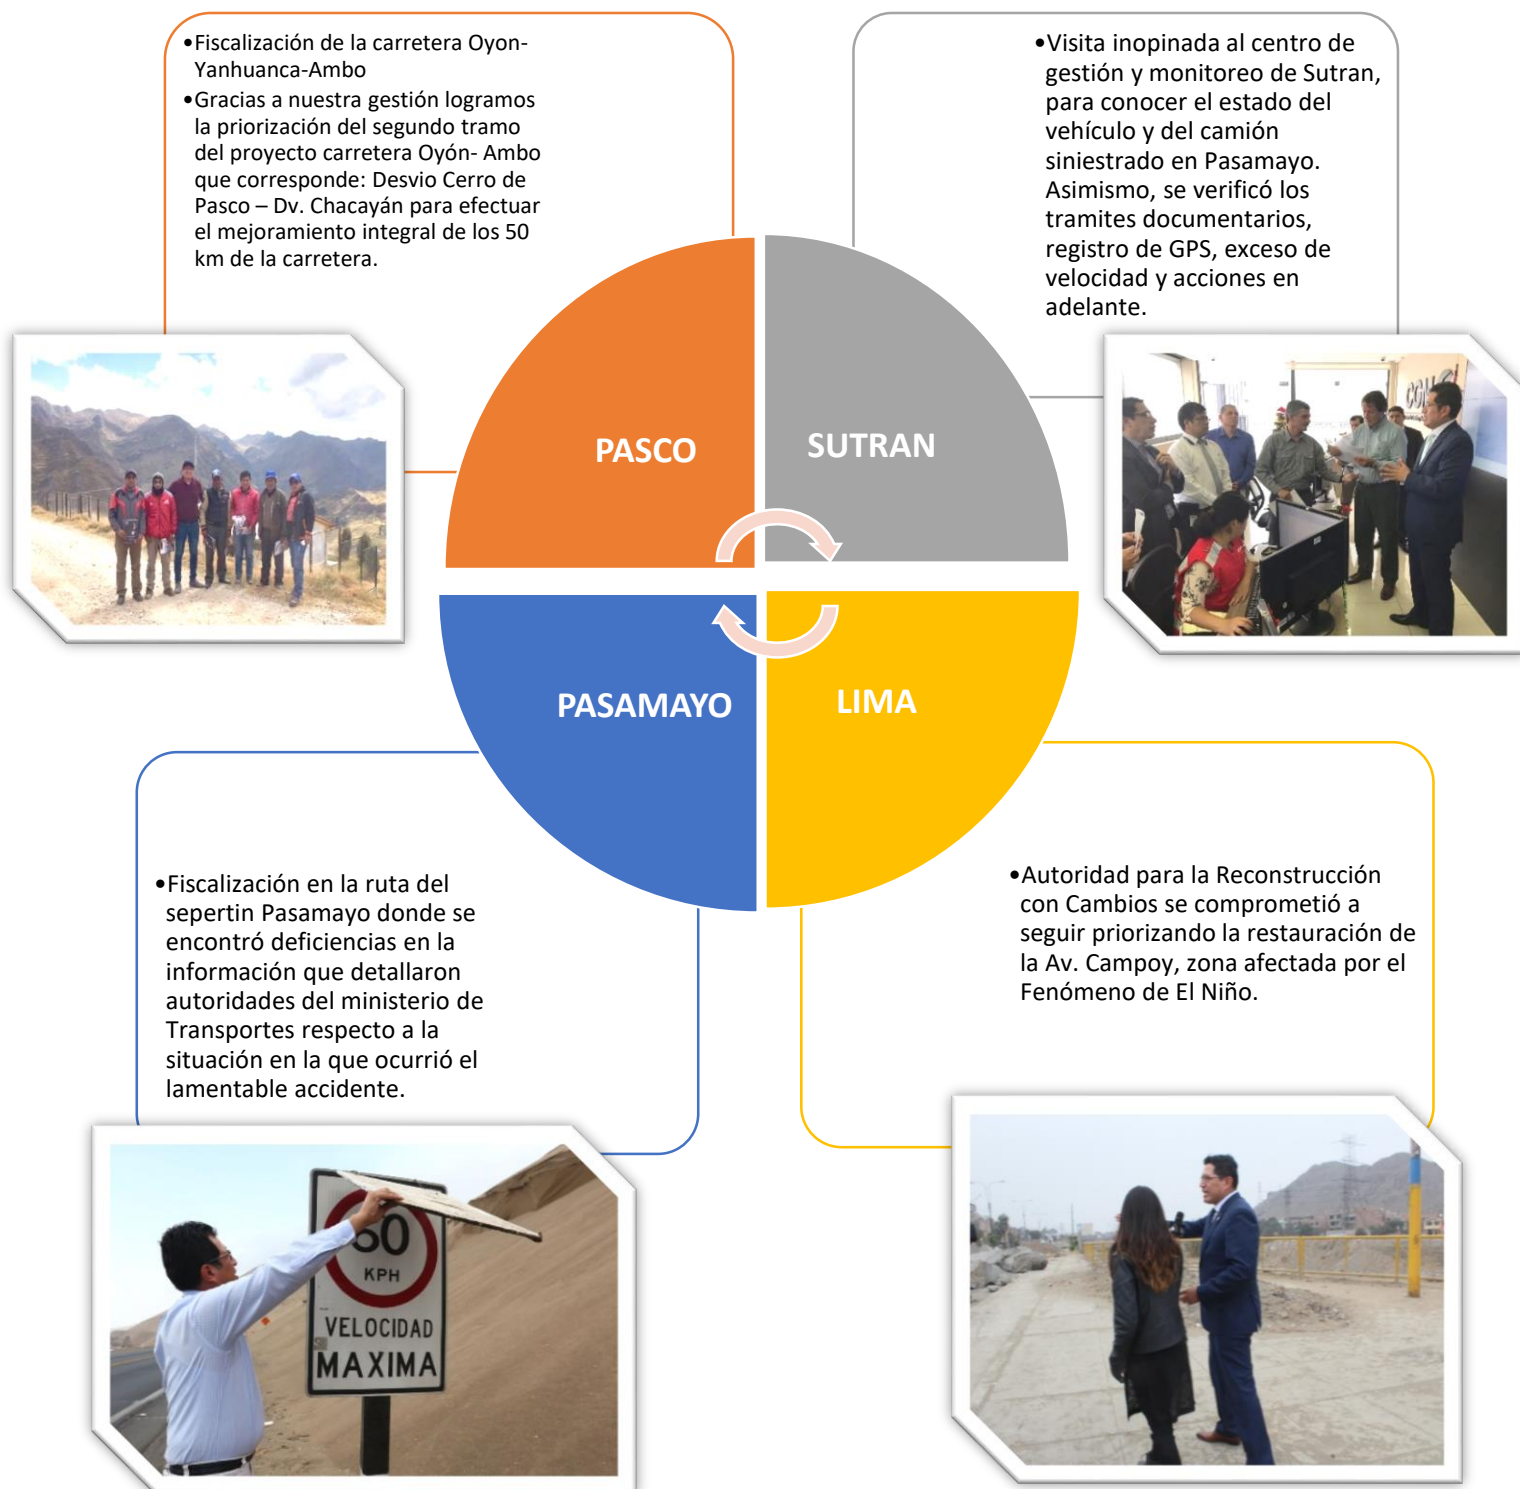 •Fiscalización de la carretera Oyon-
Yanhuanca-Ambo
•Gracias a nuestra gestión logramos
la priorización del segundo tramo
del proyecto carretera Oyón- Ambo
que corresponde: Desvio Cerro de
Pasco – Dv. Chacayán para efectuar
el mejoramiento integral de los 50
km de la carretera.
•Visita inopinada al centro de
gestión y monitoreo de Sutran,
para conocer el estado del
vehículo y del camión
siniestrado en Pasamayo.
Asimismo, se verificó los
tramites documentarios,
registro de GPS, exceso de
velocidad y acciones en
adelante.
PASCO
SUTRAN
PASAMAYO
LIMA
•Fiscalización en la ruta del
sepertin Pasamayo donde se
encontró deficiencias en la
información que detallaron
autoridades del ministerio de
Transportes respecto a la
situación en la que ocurrió el
lamentable accidente.
•Autoridad para la Reconstrucción
con Cambios se comprometió a
seguir priorizando la restauración de
la Av. Campoy, zona afectada por el
Fenómeno de El Niño.
KPH
VELOCIDAD
MAXIMA